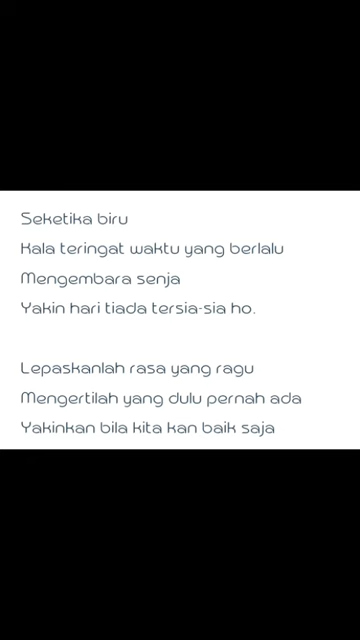 Seketika biru
Kala teringat waktu yang berlalu
Mengembara senja
Yakin hari tiada tersia-sia ho.
Lepaskanlah rasa yang ragu
Mengertilah yang dulu pernah ada
Yakinkan bila kita kan baik saja